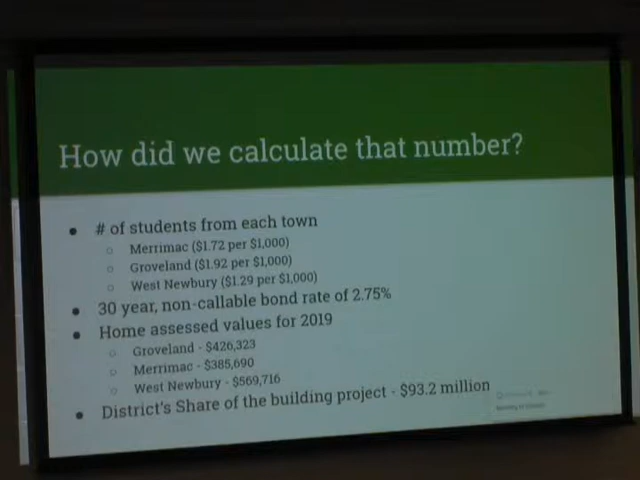 How did we calculate that number?
● # of students from each town
○ Merrimac ($1.72 per $1,000)
○ Groveland ($1.92 per $1,000)
○ West Newbury ($1.29 per $1,000)
● 30 year, non-callable bond rate of 2.75%
● Home assessed values for 2019
○ Groveland - $426,323
○ Merrimac - $385,690
○ West Newbury - $569,716
● District's Share of the building project - $93.2 million